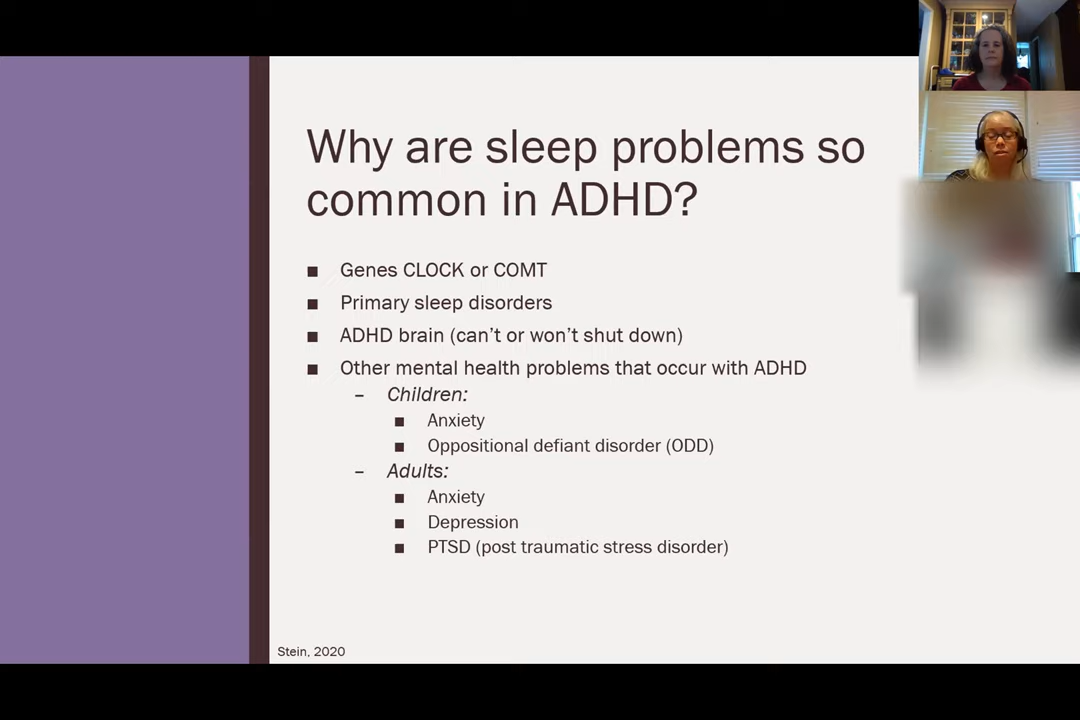 Why are sleep problems so
common in ADHD?
■ Genes CLOCK or COMT
■ Primary sleep disorders
■ ADHD brain (can't or won't shut down)
■ Other mental health problems that occur with ADHD
– Children:
■ Anxiety
■ Oppositional defiant disorder (ODD)
– Adults:
■ Anxiety
■ Depression
■ PTSD (post traumatic stress disorder)
Stein, 2020